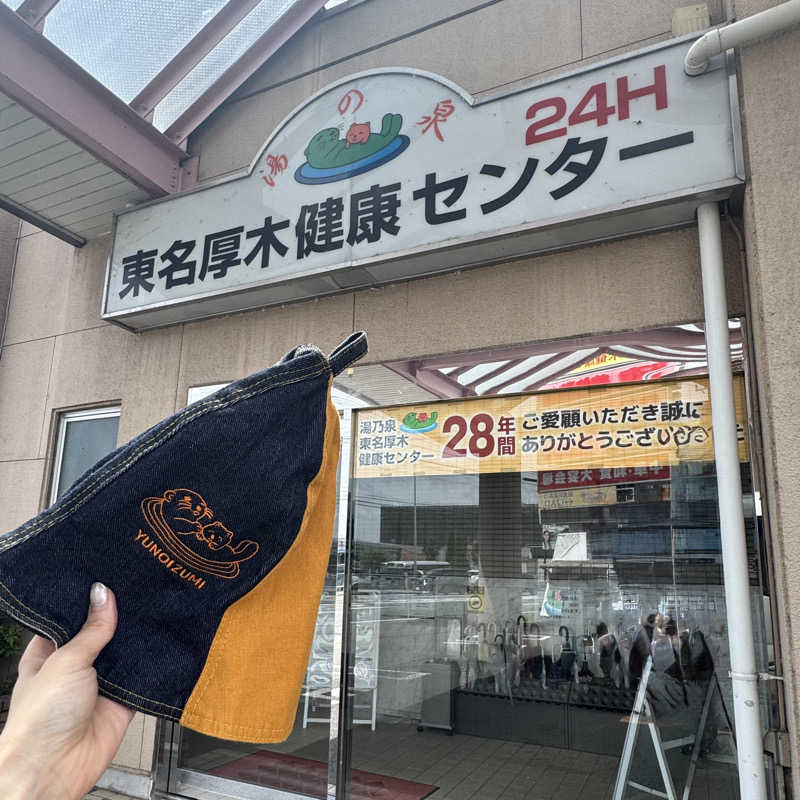 湯の泉
24H
東名厚木健康センター
湯乃泉
東名厚木
健康センター
28年間
ご愛顧いただき誠に
ありがとうござい
YUNOIZUMI